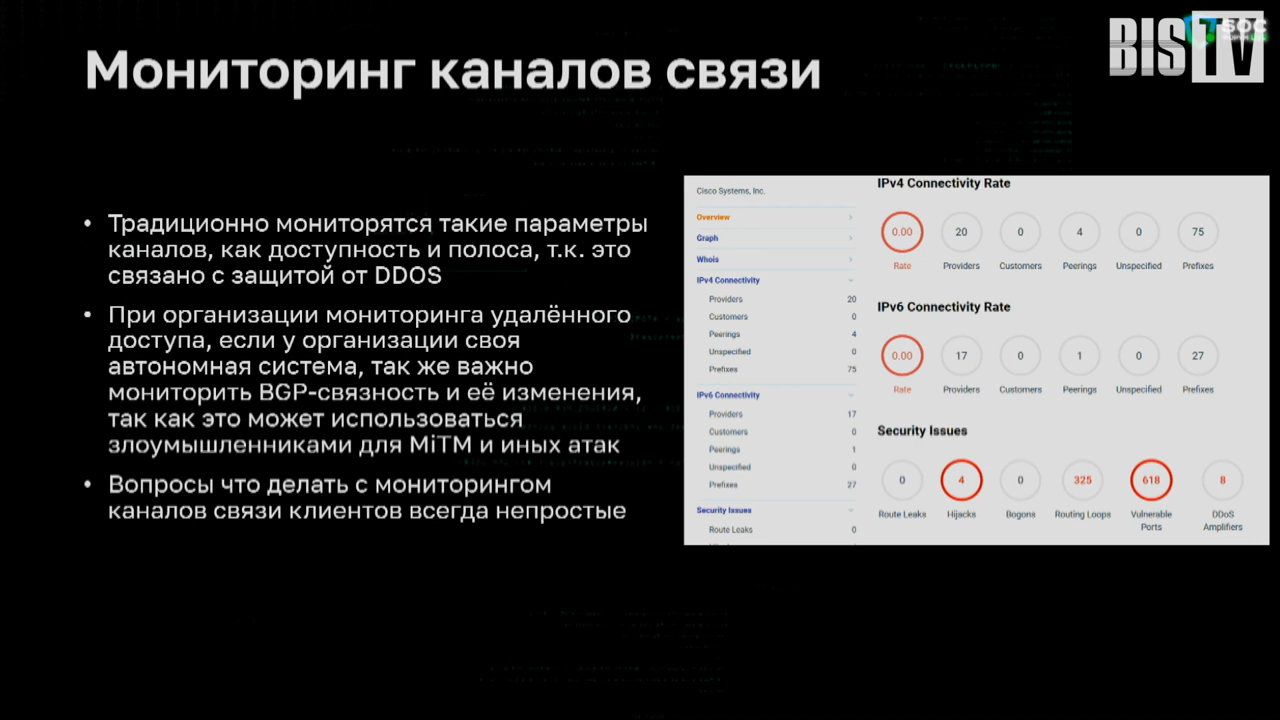 Мониторинг каналов связи
BIS TV
SOC
• Традиционно мониторятся такие параметры
каналов, как доступность и полоса, т.к. это
связано с защитой от DDOS
• При организации мониторинга удалённого
доступа, если у организации своя
автономная система, так же важно
мониторить BGP-связность и её изменения,
так как это может использоваться
злоумышленниками для MiTM и иных атак
• Вопросы что делать с мониторингом
каналов связи клиентов всегда непростые
Cisco Systems, Inc.
Overview
Graph
Whois
IPv4 Connectivity
Providers 20
Customers 0
Peerings 4
Unspecified 0
Prefixes 75
IPv6 Connectivity
Providers 17
Customers 0
Peerings 1
Unspecified 0
Prefixes 27
Security Issues
Route Leaks 0
IPv4 Connectivity Rate
0.00 20 0 4 0 75
Rate Providers Customers Peerings Unspecified Prefixes
IPv6 Connectivity Rate
0.00 17 0 1 0 27
Rate Providers Customers Peerings Unspecified Prefixes
Security Issues
0 4 0 325 618 8
Route Leaks Hijacks Bogons Routing Loops Vulnerable DDoS
Ports Amplifiers